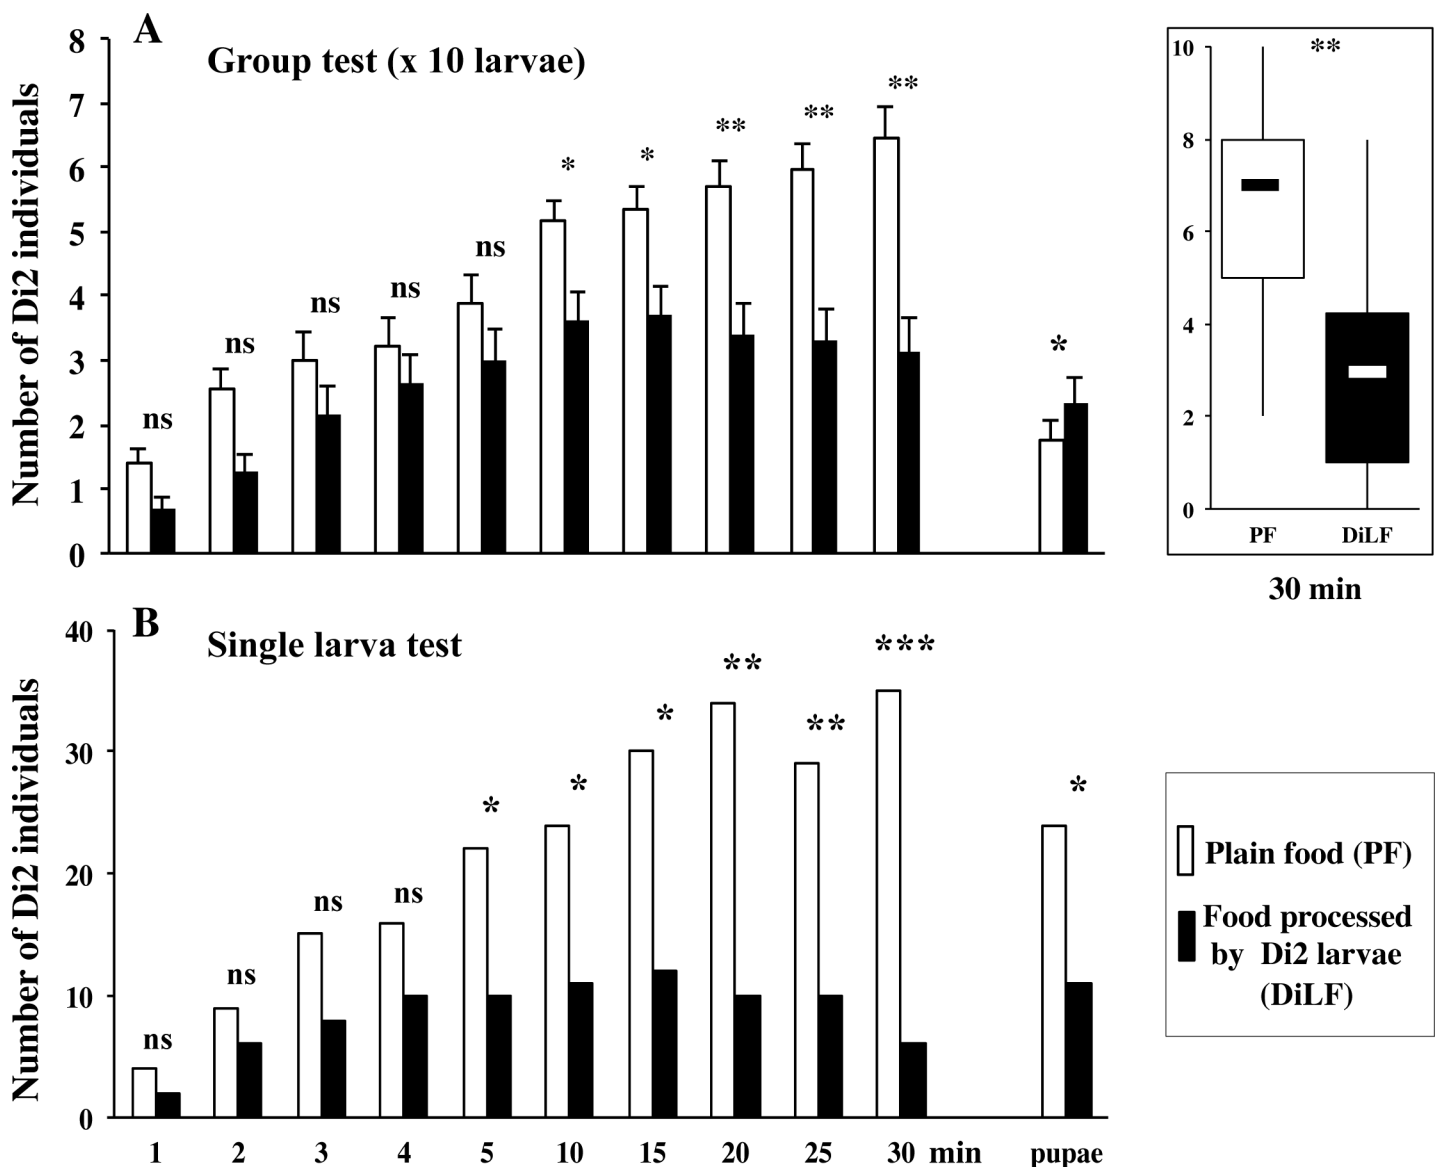 A
Group test (x 10 larvae)
Number of Di2 individuals
8
7
6
5
4
3
2
1
0
ns
ns
ns
ns
ns
*
*
**
**
**
*
**
10
8
6
4
2
0
PF DiLF
30 min
B
Single larva test
Number of Di2 individuals
40
30
20
10
0
ns
ns
ns
ns
*
*
*
**
**
***
*
1 2 3 4 5 10 15 20 25 30 min pupae
Plain food (PF)
Food processed
by Di2 larvae
(DiLF)